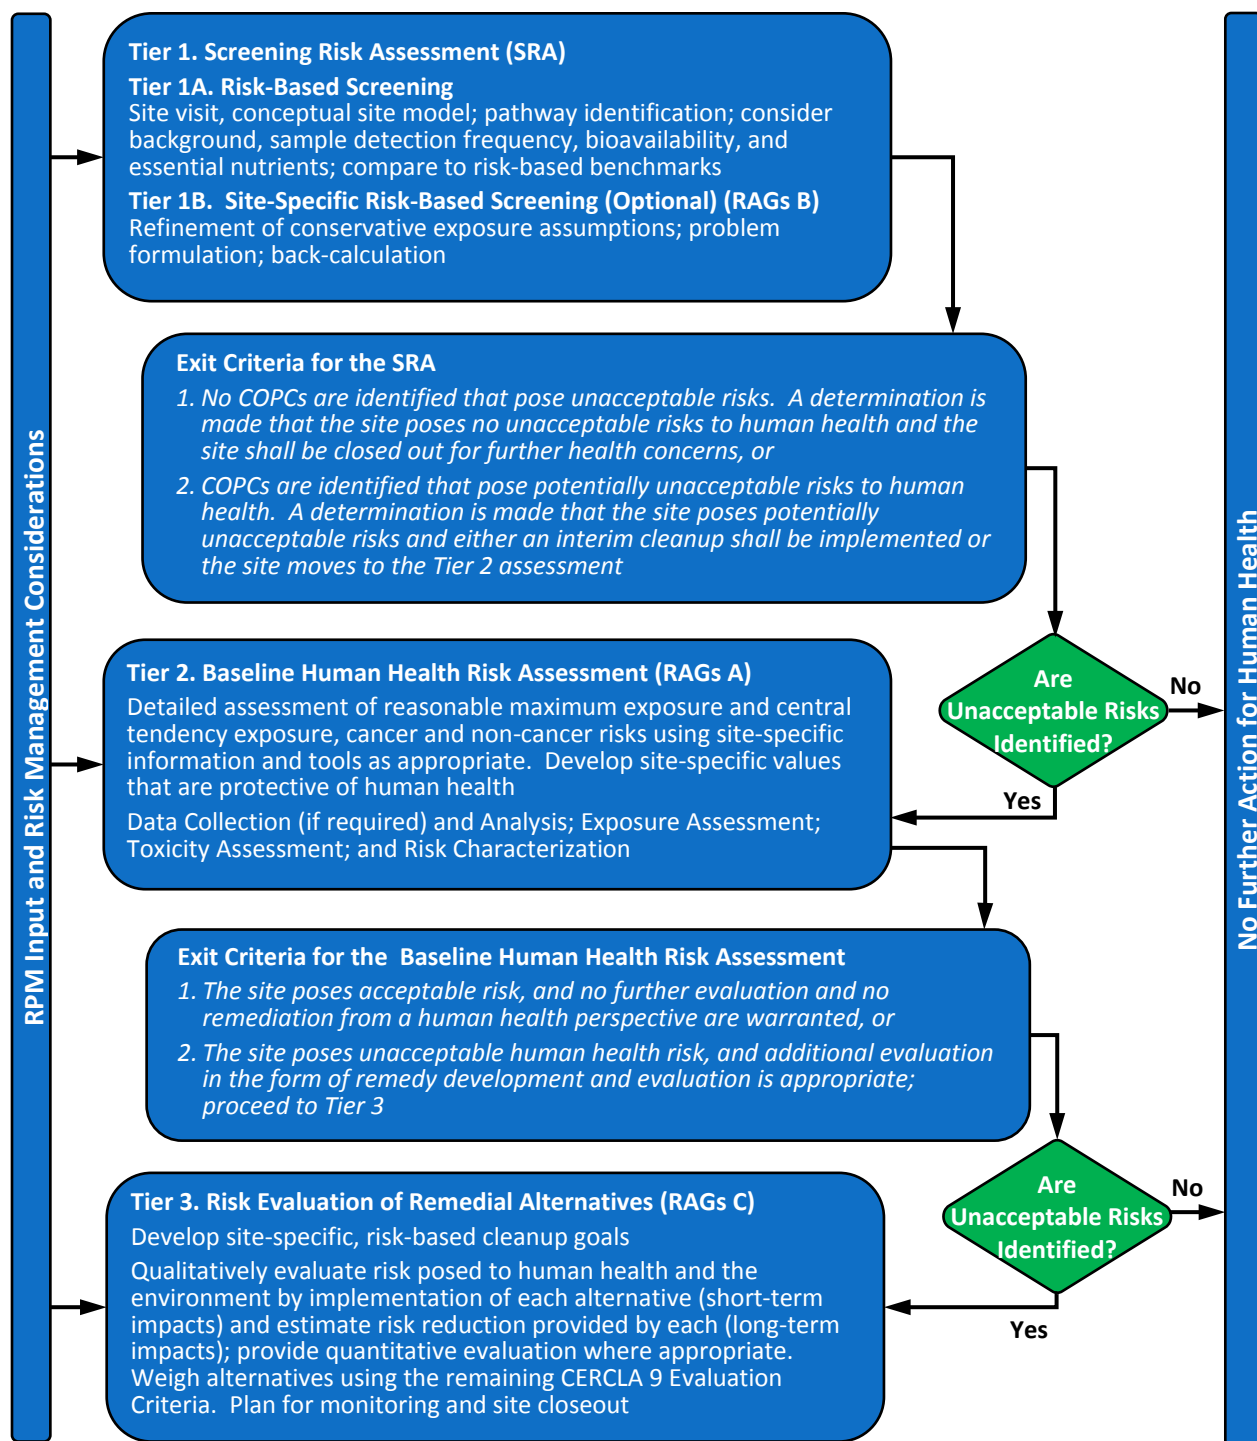 RPM Input and Risk Management Considerations
Tier 1. Screening Risk Assessment (SRA)
Tier 1A. Risk-Based Screening
Site visit, conceptual site model; pathway identification; consider
background, sample detection frequency, bioavailability, and
essential nutrients; compare to risk-based benchmarks
Tier 1B.  Site-Specific Risk-Based Screening (Optional) (RAGs B)
Refinement of conservative exposure assumptions; problem
formulation; back-calculation
Exit Criteria for the SRA
1. No COPCs are identified that pose unacceptable risks.  A determination is
made that the site poses no unacceptable risks to human health and the
site shall be closed out for further health concerns, or
2. COPCs are identified that pose potentially unacceptable risks to human
health.  A determination is made that the site poses potentially
unacceptable risks and either an interim cleanup shall be implemented or
the site moves to the Tier 2 assessment
Are
Unacceptable Risks
Identified?
No
Yes
Tier 2. Baseline Human Health Risk Assessment (RAGs A)
Detailed assessment of reasonable maximum exposure and central
tendency exposure, cancer and non-cancer risks using site-specific
information and tools as appropriate.  Develop site-specific values
that are protective of human health
Data Collection (if required) and Analysis; Exposure Assessment;
Toxicity Assessment; and Risk Characterization
Exit Criteria for the  Baseline Human Health Risk Assessment
1. The site poses acceptable risk, and no further evaluation and no
remediation from a human health perspective are warranted, or
2. The site poses unacceptable human health risk, and additional evaluation
in the form of remedy development and evaluation is appropriate;
proceed to Tier 3
Are
Unacceptable Risks
Identified?
No
Yes
Tier 3. Risk Evaluation of Remedial Alternatives (RAGs C)
Develop site-specific, risk-based cleanup goals
Qualitatively evaluate risk posed to human health and the
environment by implementation of each alternative (short-term
impacts) and estimate risk reduction provided by each (long-term
impacts); provide quantitative evaluation where appropriate.
Weigh alternatives using the remaining CERCLA 9 Evaluation
Criteria.  Plan for monitoring and site closeout
No Further Action for Human Health